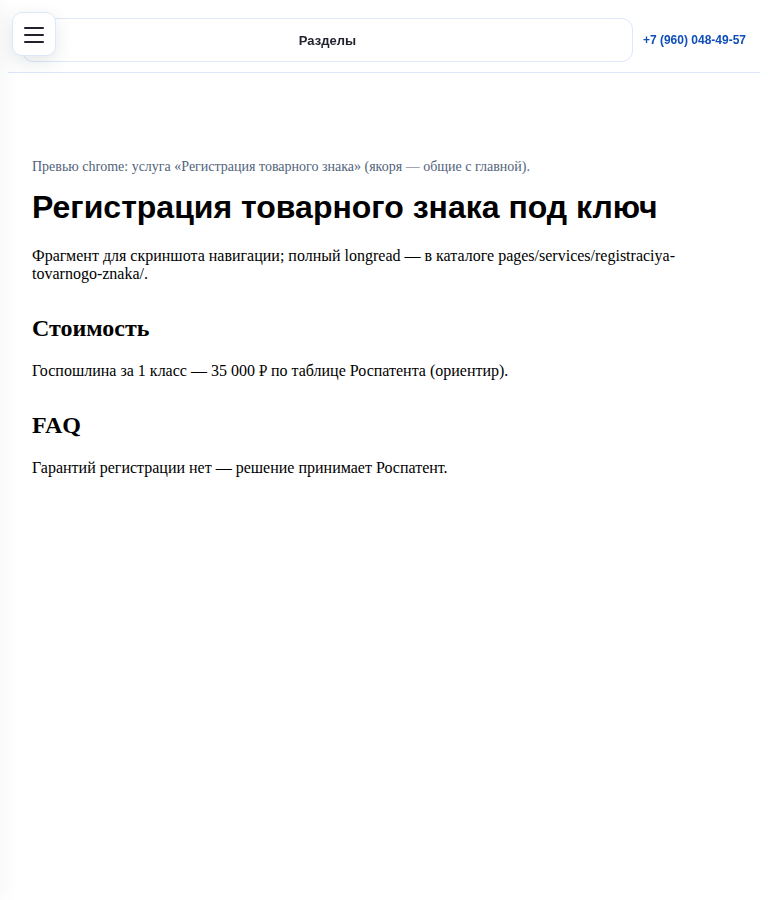 Разделы
+7 (960) 048-49-57
Превью chrome: услуга «Регистрация товарного знака» (якоря — общие с главной).
Регистрация товарного знака под ключ
Фрагмент для скриншота навигации; полный longread — в каталоге pages/services/registraciya-
tovarnogo-znaka/.
Стоимость
Госпошлина за 1 класс — 35 000 ₽ по таблице Роспатента (ориентир).
FAQ
Гарантий регистрации нет — решение принимает Роспатент.